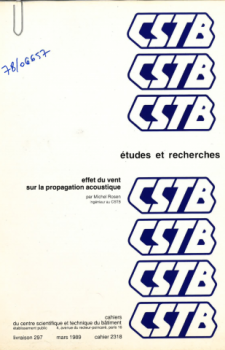 CSTB
CSTB
CSTB
78/06657
études et recherches
effet du vent
sur la propagation acoustique
par Michel Rosen
ingénieur au CSTB
CSTB
CSTB
CSTB
CSTB
cahiers
du centre scientifique et technique du bâtiment
établissement public 4, avenue du recteur-poincaré, paris 16
livraison 297 mars 1989 cahier 2318